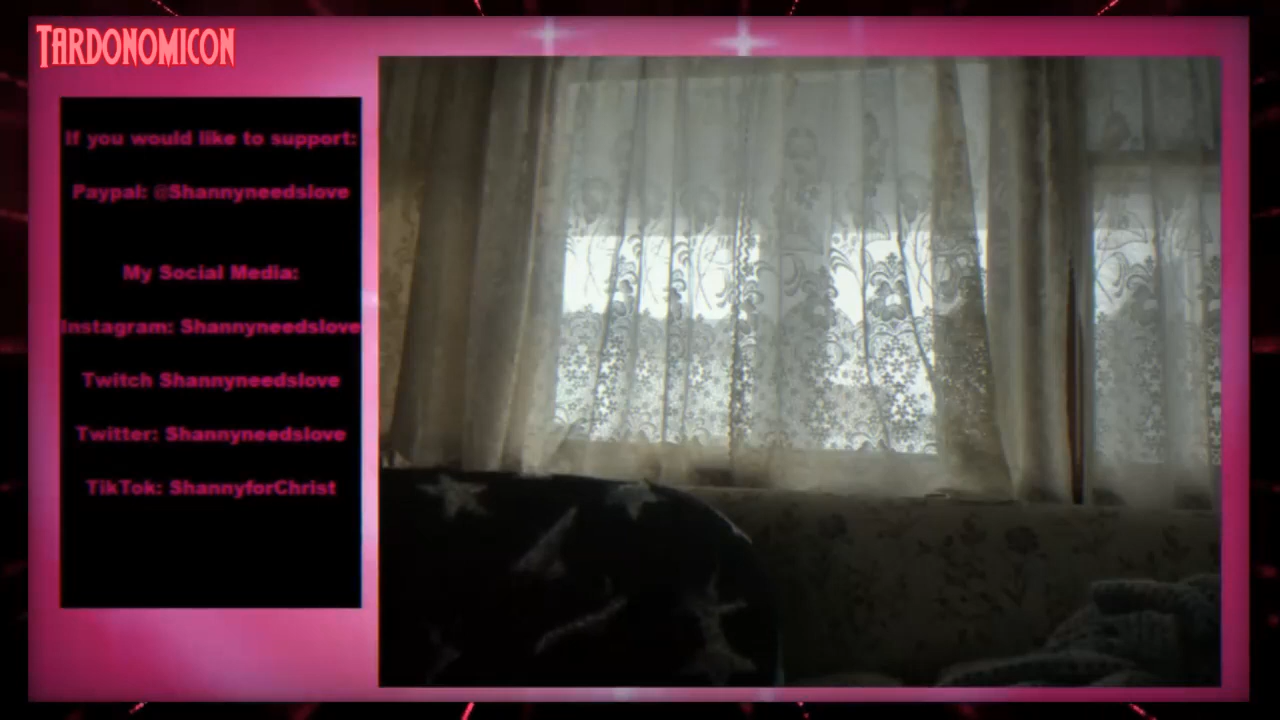 TARDONOMICON
If you would like to support:
Paypal: @Shannyneedslove
My Social Media:
Instagram: Shannyneedslove
Twitch Shannyneedslove
Twitter: Shannyneedslove
TikTok: ShannyforChrist